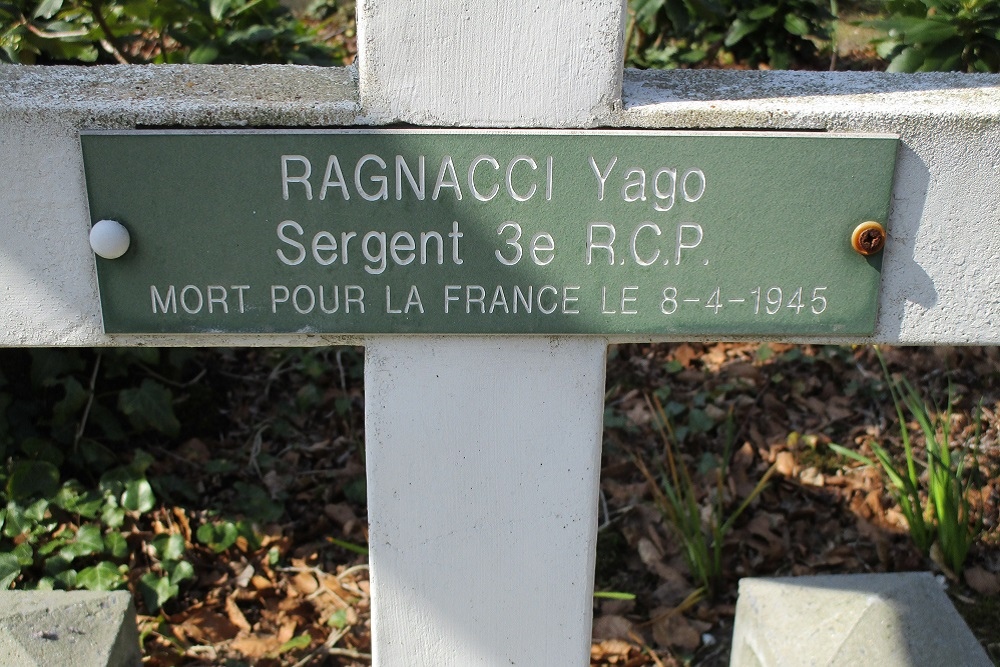 RAGNACCI Yago
Sergent 3e R.C.P.
MORT POUR LA FRANCE LE 8-4-1945